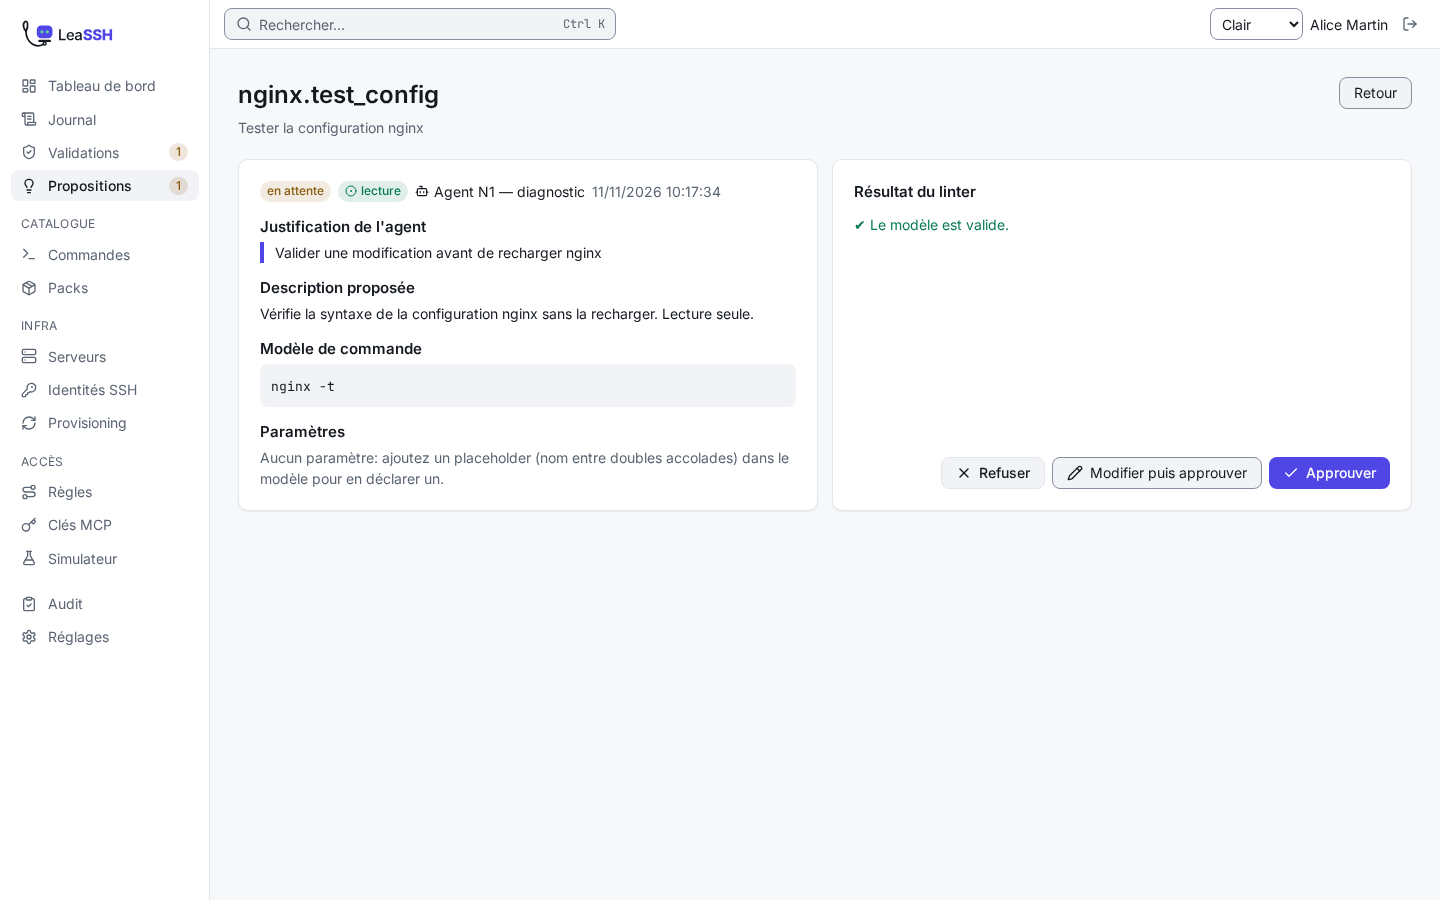 LeaSSH
Rechercher...
Ctrl K
Clair
Alice Martin
Tableau de bord
Journal
Validations 1
Propositions 1
CATALOGUE
Commandes
Packs
INFRA
Serveurs
Identités SSH
Provisioning
ACCÈS
Règles
Clés MCP
Simulateur
Audit
Réglages
nginx.test_config
Retour
Tester la configuration nginx
en attente lecture Agent N1 — diagnostic 11/11/2026 10:17:34
Justification de l'agent
Valider une modification avant de recharger nginx
Description proposée
Vérifie la syntaxe de la configuration nginx sans la recharger. Lecture seule.
Modèle de commande
nginx -t
Paramètres
Aucun paramètre: ajoutez un placeholder (nom entre doubles accolades) dans le
modèle pour en déclarer un.
Résultat du linter
✔ Le modèle est valide.
Refuser
Modifier puis approuver
Approuver